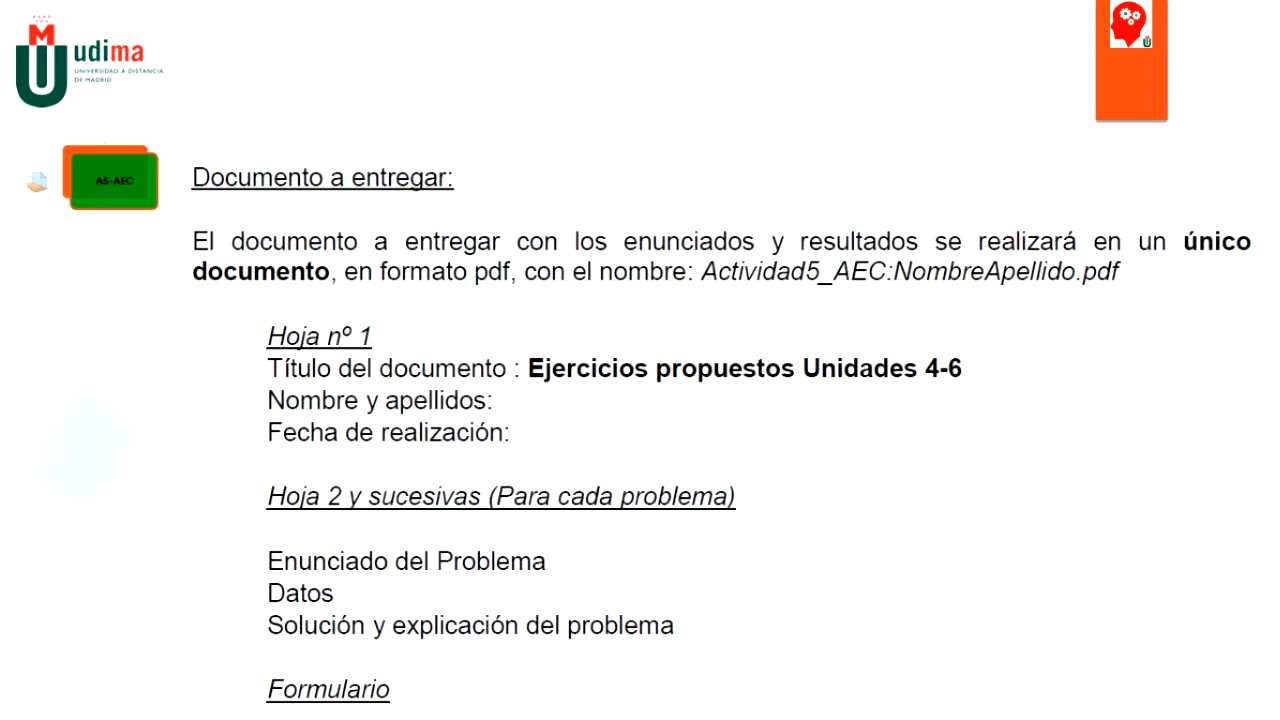 udima
UNIVERSIDAD A DISTANCIA
DE MADRID
A5-AEC
Documento a entregar:
El documento a entregar con los enunciados y resultados se realizará en un único
documento, en formato pdf, con el nombre: Actividad5_AEC:NombreApellido.pdf
Hoja nº 1
Título del documento : Ejercicios propuestos Unidades 4-6
Nombre y apellidos:
Fecha de realización:
Hoja 2 y sucesivas (Para cada problema)
Enunciado del Problema
Datos
Solución y explicación del problema
Formulario